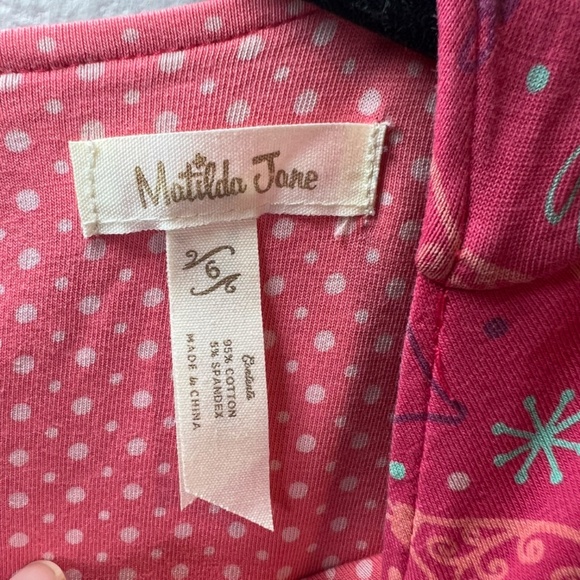 Matilda Jane
6
Contents
95% COTTON
5% SPANDEX
MADE in CHINA